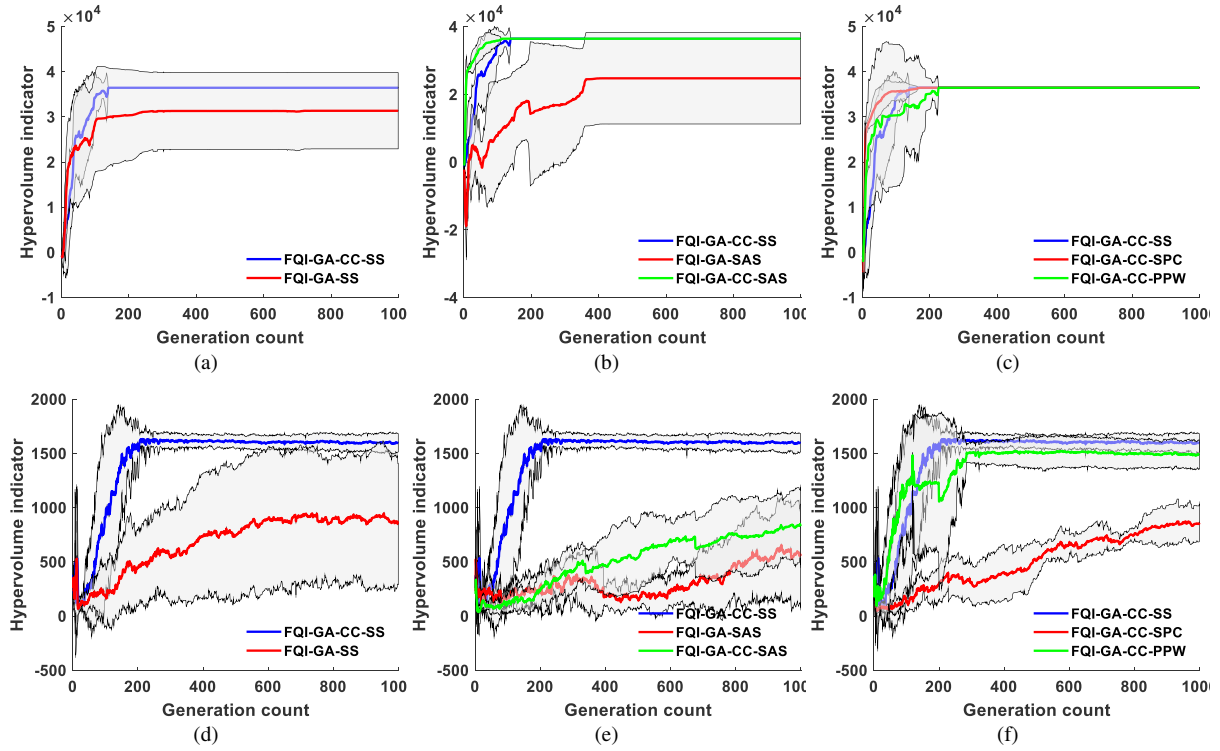 ×10⁴
Hypervolume indicator
5
4
3
2
1
0
-1
0 200 400 600 800 100
Generation count
FQI-GA-CC-SS
FQI-GA-SS
(a)
×10⁴
Hypervolume indicator
4
2
0
-2
-4
0 200 400 600 800 100
Generation count
FQI-GA-CC-SS
FQI-GA-SAS
FQI-GA-CC-SAS
(b)
×10⁴
Hypervolume indicator
5
4
3
2
1
0
-1
0 200 400 600 800 1000
Generation count
FQI-GA-CC-SS
FQI-GA-CC-SPC
FQI-GA-CC-PPW
(c)
Hypervolume indicator
2000
1500
1000
500
0
-500
0 200 400 600 800 100
Generation count
FQI-GA-CC-SS
FQI-GA-SS
(d)
Hypervolume indicator
2000
1500
1000
500
0
-500
0 200 400 600 800 100
Generation count
FQI-GA-CC-SS
FQI-GA-SAS
FQI-GA-CC-SAS
(e)
Hypervolume indicator
2000
1500
1000
500
0
-500
0 200 400 600 800 1000
Generation count
FQI-GA-CC-SS
FQI-GA-CC-SPC
FQI-GA-CC-PPW
(f)